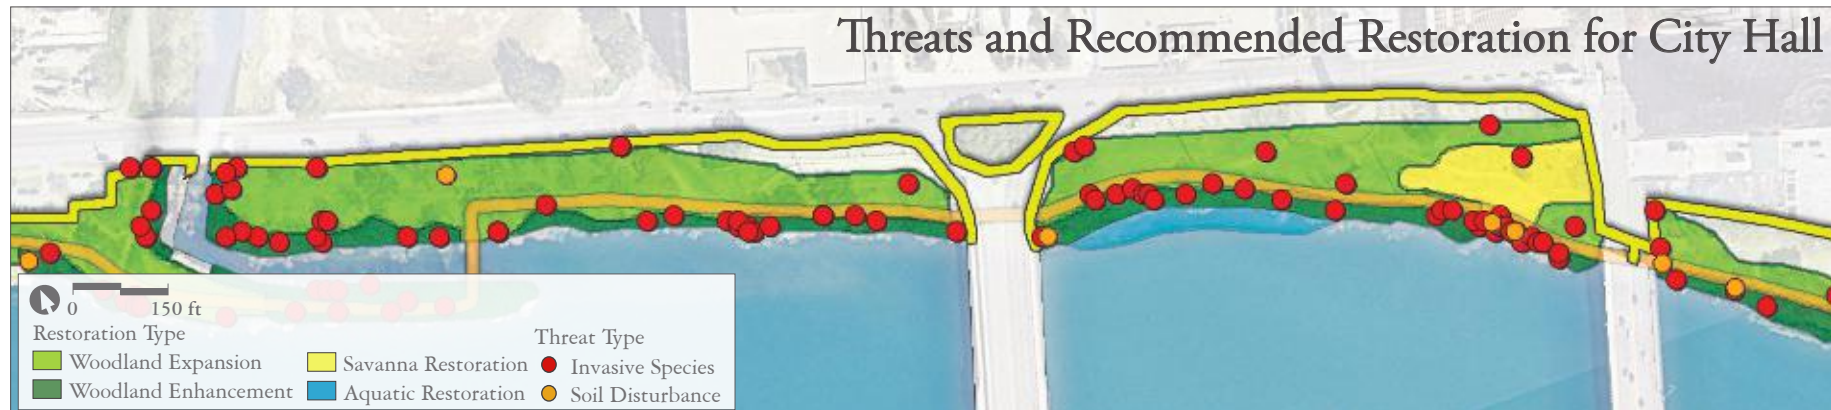 Threats and Recommended Restoration for City Hall
0 150 ft
Restoration Type
Woodland Expansion
Woodland Enhancement
Savanna Restoration
Aquatic Restoration
Threat Type
Invasive Species
Soil Disturbance